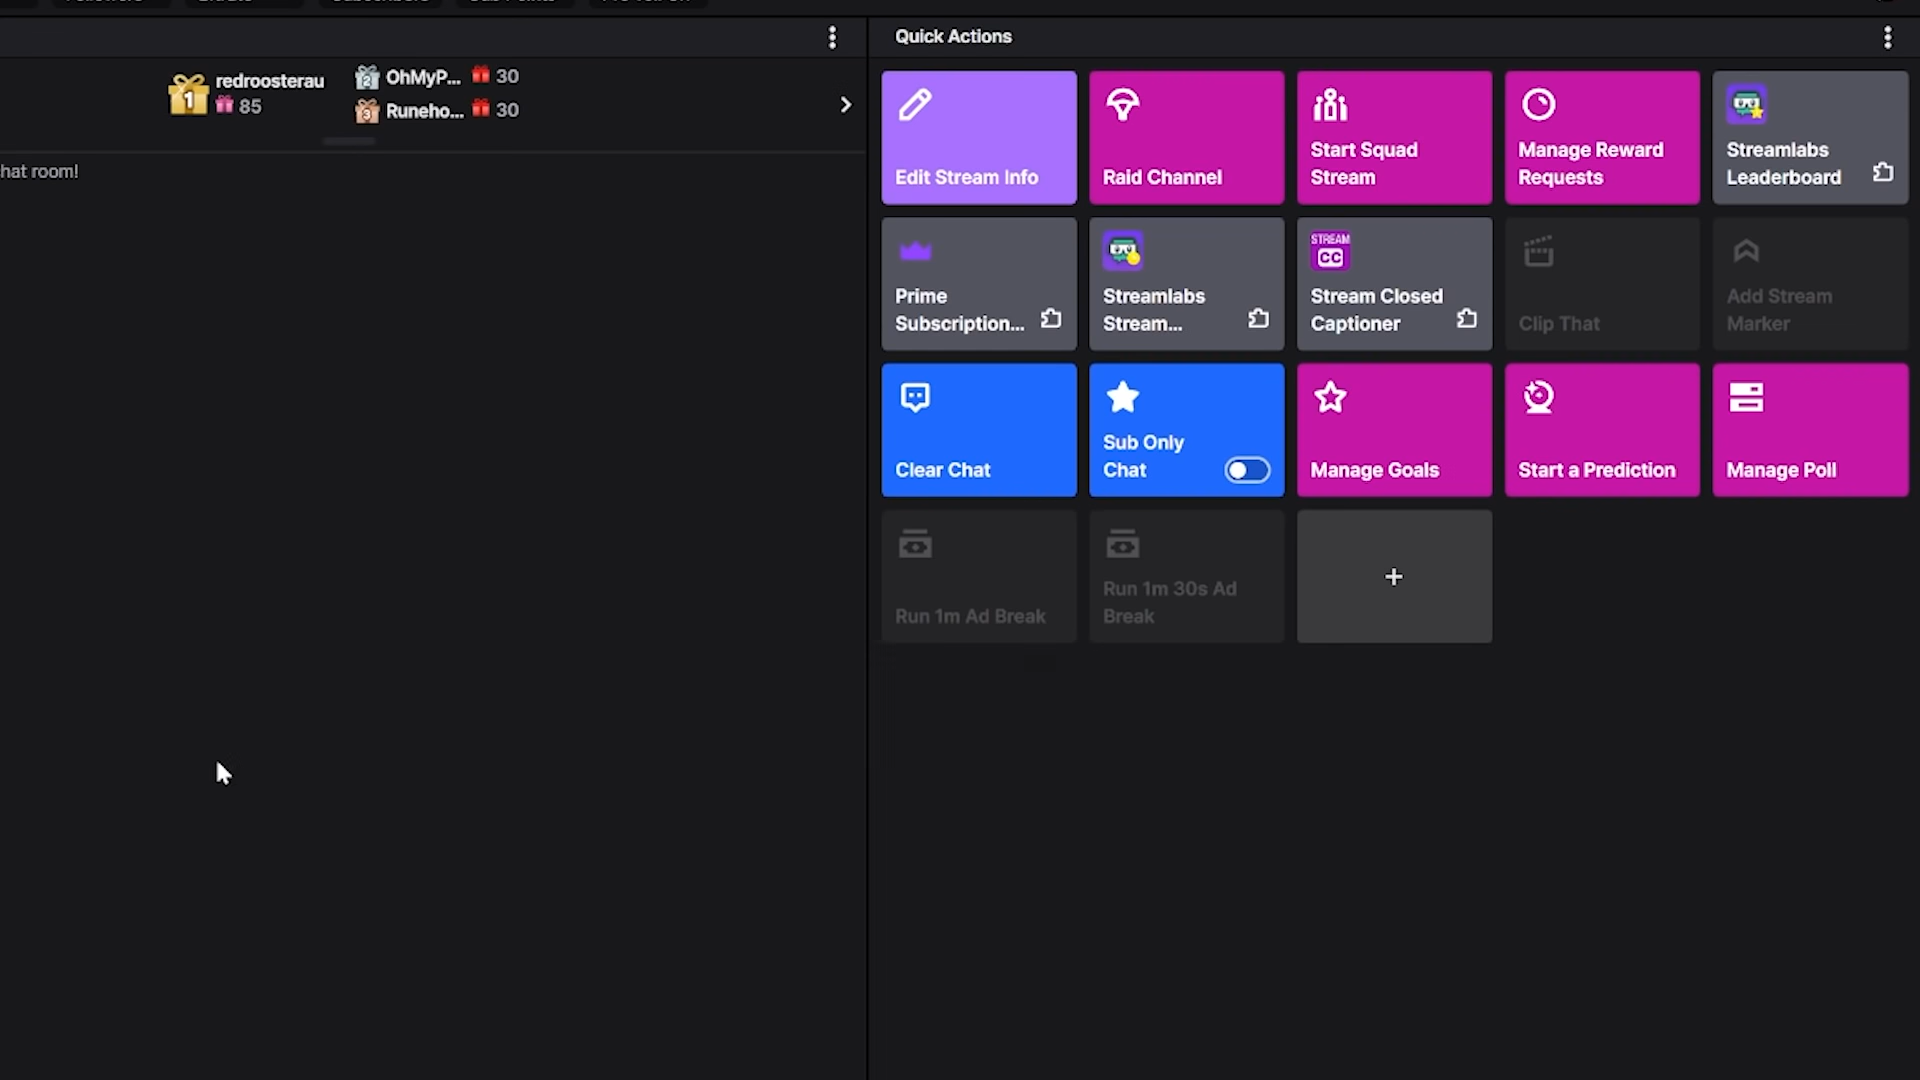 Quick Actions
redroosterau
85
OhMyP... 30
Runeho... 30
1
2
3
hat room!
Edit Stream Info
Raid Channel
Start Squad
Stream
Manage Reward
Requests
Streamlabs
Leaderboard
Prime
Subscription...
Streamlabs
Stream...
STREAM
CC
Stream Closed
Captioner
Clip That
Add Stream
Marker
Clear Chat
Sub Only
Chat
Manage Goals
Start a Prediction
Manage Poll
Run 1m Ad Break
Run 1m 30s Ad
Break
+